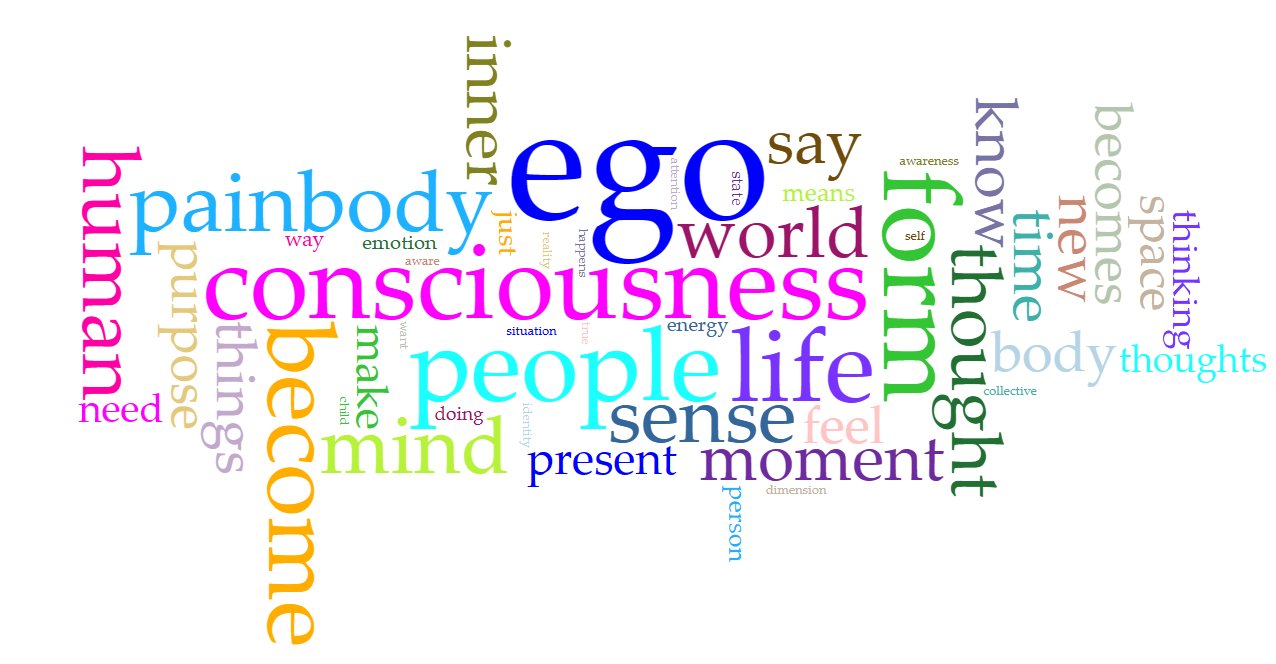 inner
ego
say
know
becomes
human
painbody
attention
state
means
awareness
form
world
self
new
space
thinking
time
way
emotion
aware
just
reality
happens
purpose
consciousness
thought
things
become
make
want
situation
true
energy
people
life
body
thoughts
need
child
doing
identity
sense
feel
collective
mind
present
moment
person
dimension